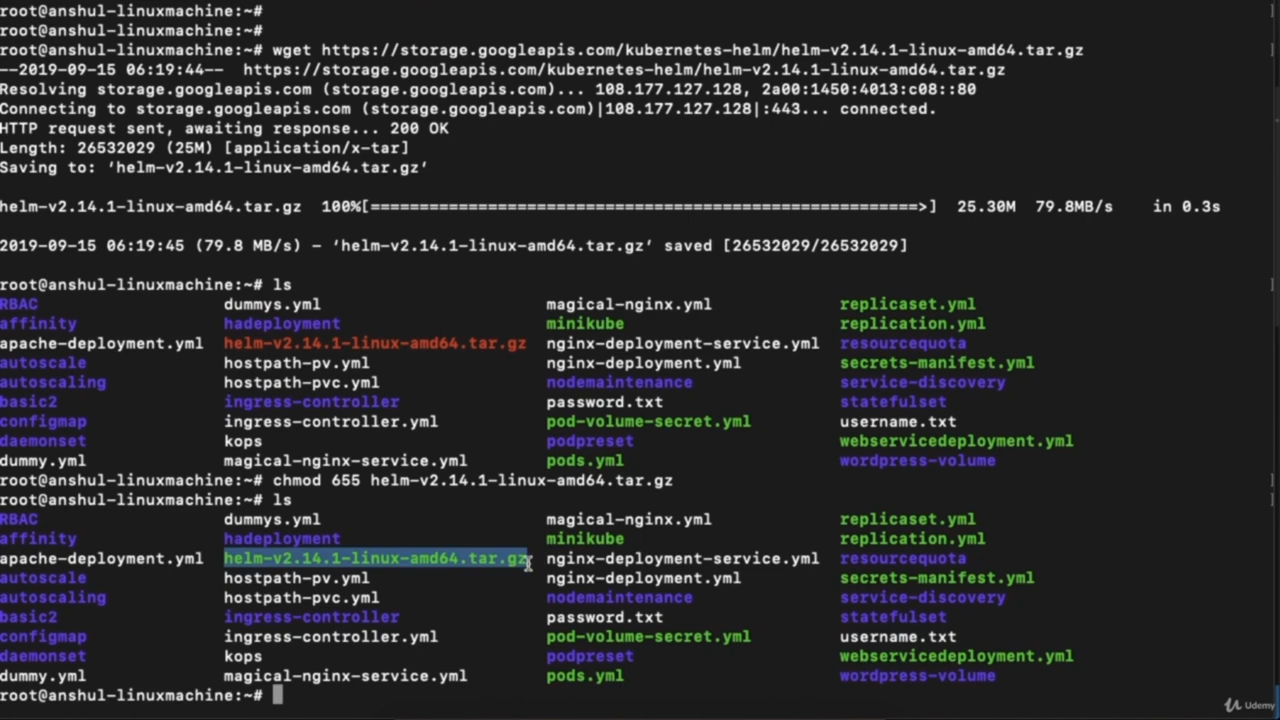 root@anshul-linuxmachine:~#
root@anshul-linuxmachine:~#
root@anshul-linuxmachine:~# wget https://storage.googleapis.com/kubernetes-helm/helm-v2.14.1-linux-amd64.tar.gz
--2019-09-15 06:19:44--  https://storage.googleapis.com/kubernetes-helm/helm-v2.14.1-linux-amd64.tar.gz
Resolving storage.googleapis.com (storage.googleapis.com)... 108.177.127.128, 2a00:1450:4013:c08::80
Connecting to storage.googleapis.com (storage.googleapis.com)|108.177.127.128|:443... connected.
HTTP request sent, awaiting response... 200 OK
Length: 26532029 (25M) [application/x-tar]
Saving to: ‘helm-v2.14.1-linux-amd64.tar.gz’
helm-v2.14.1-linux-amd64.tar.gz  100%[========================================================>]  25.30M  79.8MB/s    in 0.3s
2019-09-15 06:19:45 (79.8 MB/s) - ‘helm-v2.14.1-linux-amd64.tar.gz’ saved [26532029/26532029]
root@anshul-linuxmachine:~# ls
RBAC dummys.yml magical-nginx.yml replicaset.yml
affinity hadeployment minikube replication.yml
apache-deployment.yml helm-v2.14.1-linux-amd64.tar.gz nginx-deployment-service.yml resourcequota
autoscale hostpath-pv.yml nginx-deployment.yml secrets-manifest.yml
autoscaling hostpath-pvc.yml nodemaintenance service-discovery
basic2 ingress-controller password.txt statefulset
configmap ingress-controller.yml pod-volume-secret.yml username.txt
daemonset kops podpreset webservicedeployment.yml
dummy.yml magical-nginx-service.yml pods.yml wordpress-volume
root@anshul-linuxmachine:~# chmod 655 helm-v2.14.1-linux-amd64.tar.gz
root@anshul-linuxmachine:~# ls
RBAC dummys.yml magical-nginx.yml replicaset.yml
affinity hadeployment minikube replication.yml
apache-deployment.yml helm-v2.14.1-linux-amd64.tar.gz nginx-deployment-service.yml resourcequota
autoscale hostpath-pv.yml nginx-deployment.yml secrets-manifest.yml
autoscaling hostpath-pvc.yml nodemaintenance service-discovery
basic2 ingress-controller password.txt statefulset
configmap ingress-controller.yml pod-volume-secret.yml username.txt
daemonset kops podpreset webservicedeployment.yml
dummy.yml magical-nginx-service.yml pods.yml wordpress-volume
root@anshul-linuxmachine:~#
Udemy